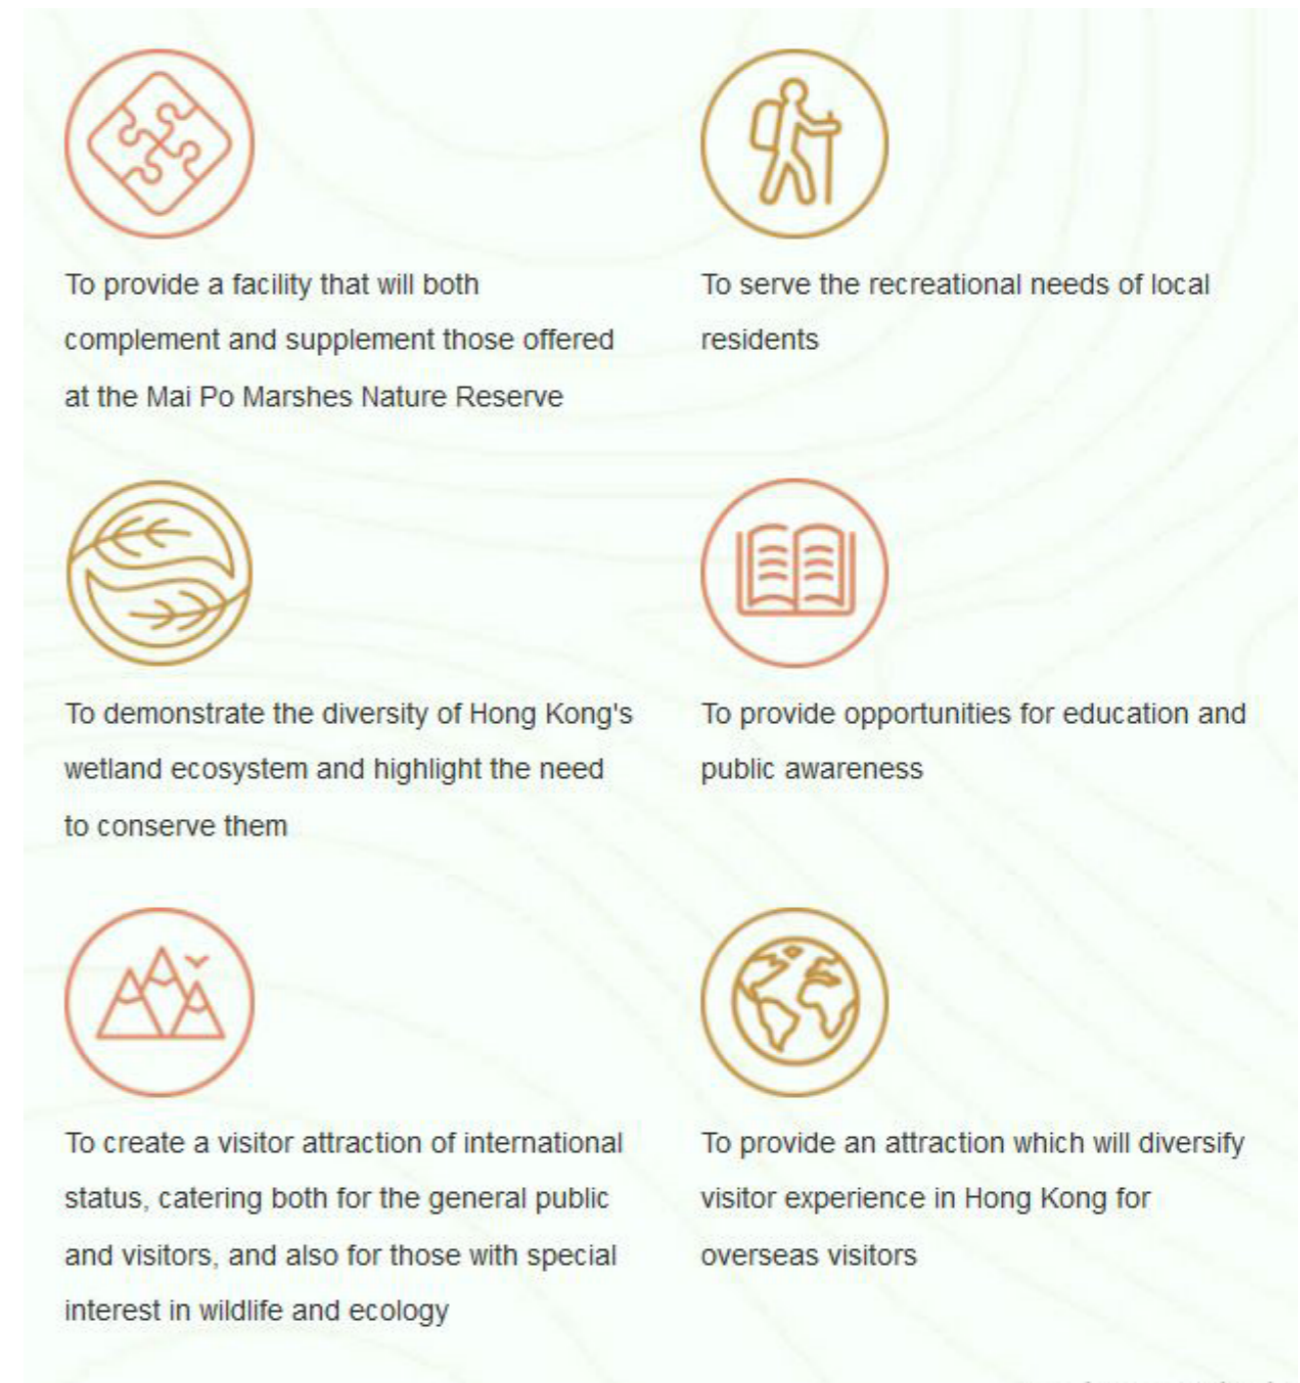 To provide a facility that will both
complement and supplement those offered
at the Mai Po Marshes Nature Reserve
To serve the recreational needs of local
residents
To demonstrate the diversity of Hong Kong's
wetland ecosystem and highlight the need
to conserve them
To provide opportunities for education and
public awareness
To create a visitor attraction of international
status, catering both for the general public
and visitors, and also for those with special
interest in wildlife and ecology
To provide an attraction which will diversify
visitor experience in Hong Kong for
overseas visitors